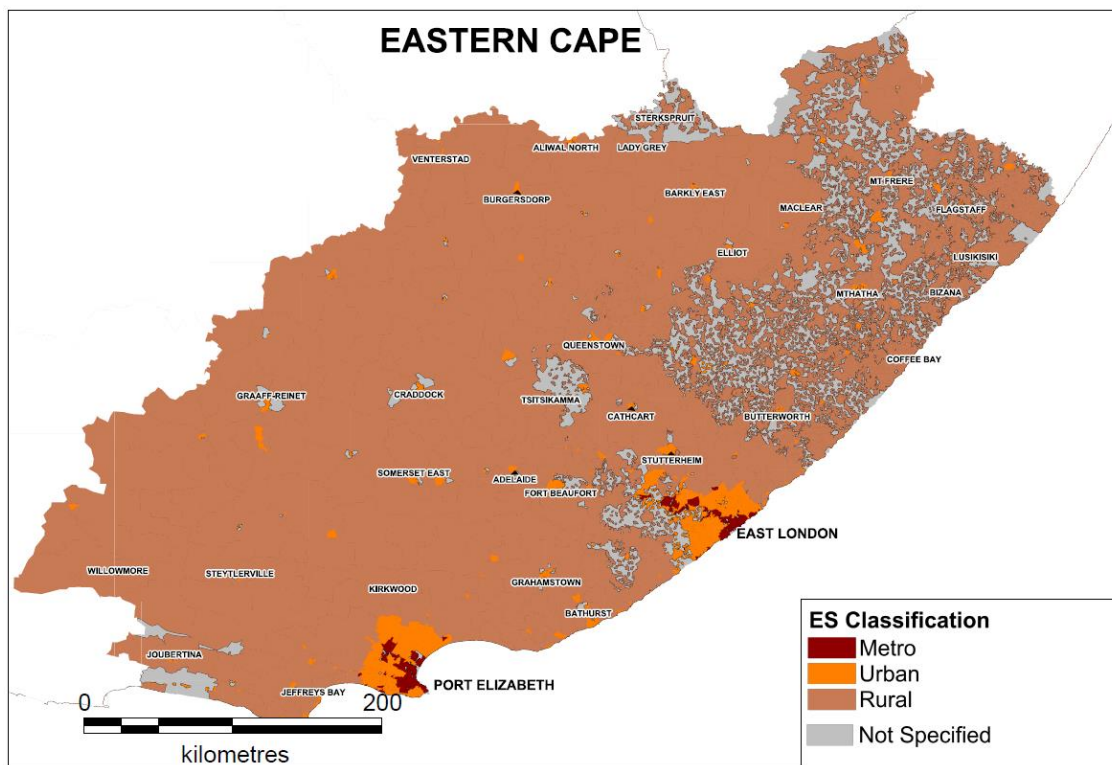 EASTERN CAPE
STERKSPRUIT
VENTERSTAD
ALIWAL NORTH
LADY GREY
BURGERSDORP
BARKLY EAST
MT FRERE
MACLEAR
FLAGSTAFF
ELLIOT
LUSIKISIKI
MTHATHA
BIZANA
QUEENSTOWN
COFFEE BAY
GRAAFF-REINET
CRADDOCK
TSITSIKAMMA
CATHCART
BUTTERWORTH
STUTTERHEIM
SOMERSET EAST
ADELAIDE
FORT BEAUFORT
EAST LONDON
WILLOWMORE
STEYTLERVILLE
GRAHAMSTOWN
KIRKWOOD
BATHURST
JOUBERTINA
PORT ELIZABETH
JEFFREYS BAY
0
200
kilometres
ES Classification
Metro
Urban
Rural
Not Specified